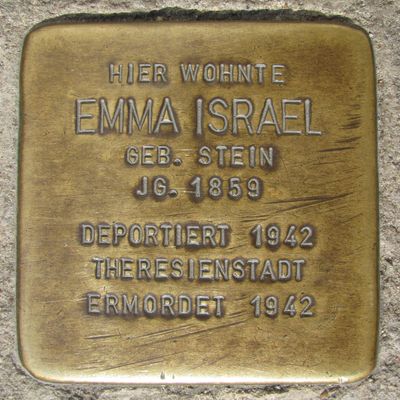 HIER WOHNTE
EMMA ISRAEL
GEB. STEIN
JG. 1859
DEPORTIERT 1942
THERESIENSTADT
ERMORDET 1942